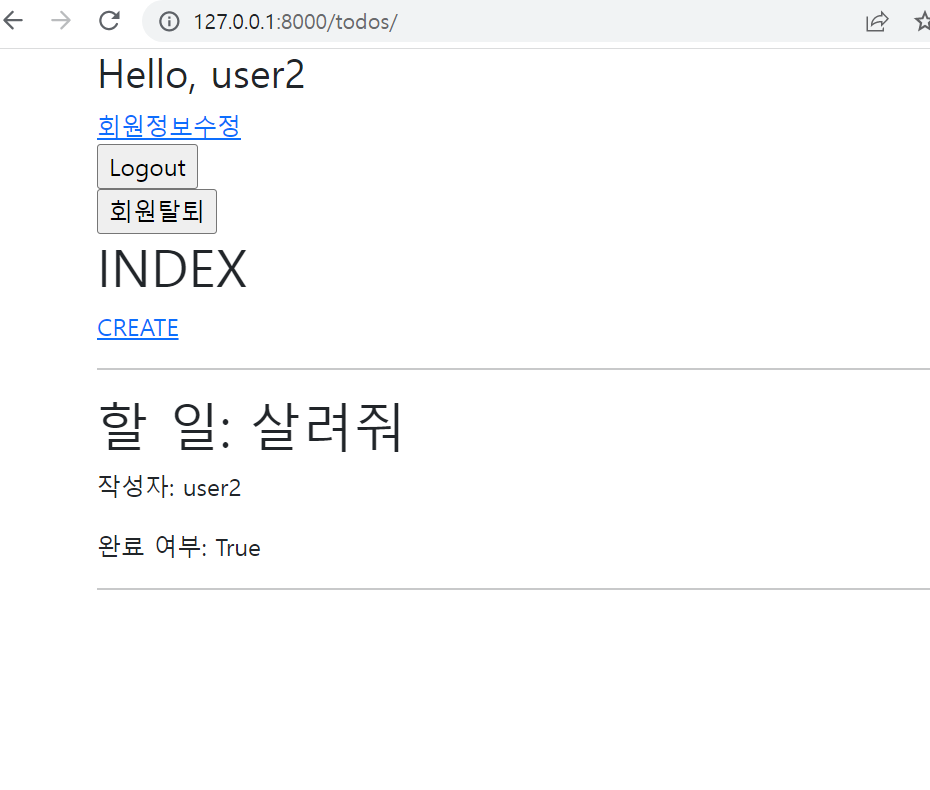 127.0.0.1:8000/todos/
Hello, user2
회원정보수정
Logout
회원탈퇴
INDEX
CREATE
할 일: 살려줘
작성자: user2
완료 여부: True